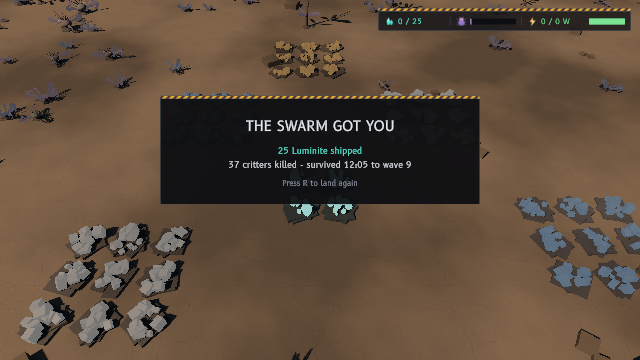 0 / 25
0 / 0 W
THE SWARM GOT YOU
25 Luminite shipped
37 critters killed - survived 12:05 to wave 9
Press R to land again